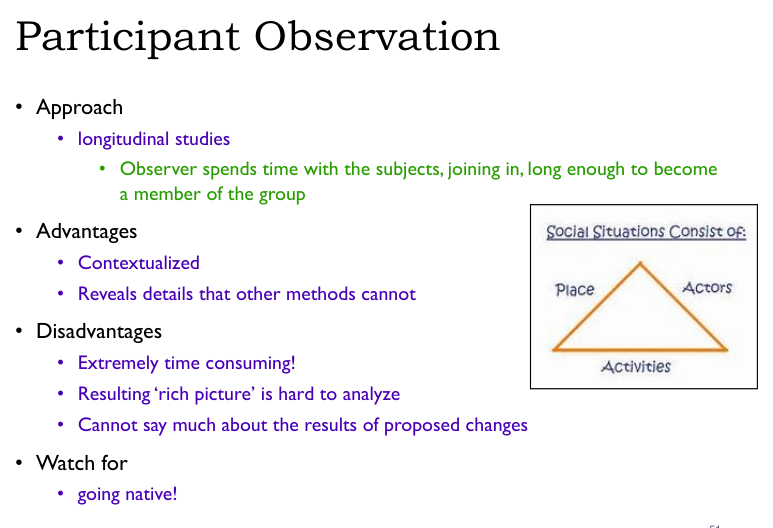 Participant Observation
• Approach
• longitudinal studies
• Observer spends time with the subjects, joining in, long enough to become
a member of the group
• Advantages
• Contextualized
• Reveals details that other methods cannot
• Disadvantages
• Extremely time consuming!
• Resulting ‘rich picture’ is hard to analyze
• Cannot say much about the results of proposed changes
• Watch for
• going native!
Social Situations Consist of:
Place
Actors
Activities